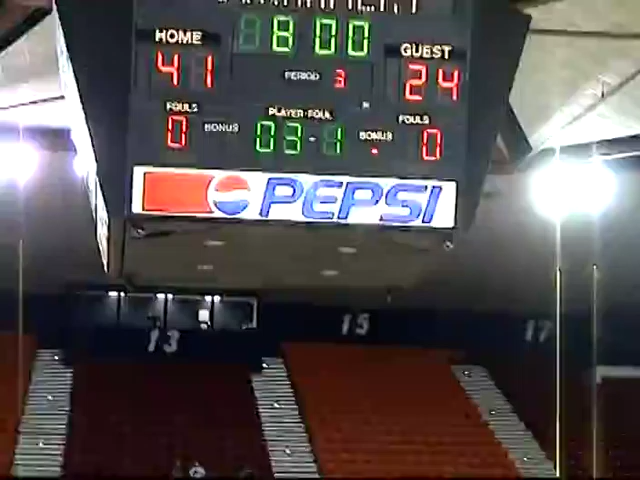 HOME 8:00 GUEST
41 PERIOD 3 24
FOULS PLAYER-FOUL FOULS
0 BONUS 03-1 BONUS 0
PEPSI
13 15 17